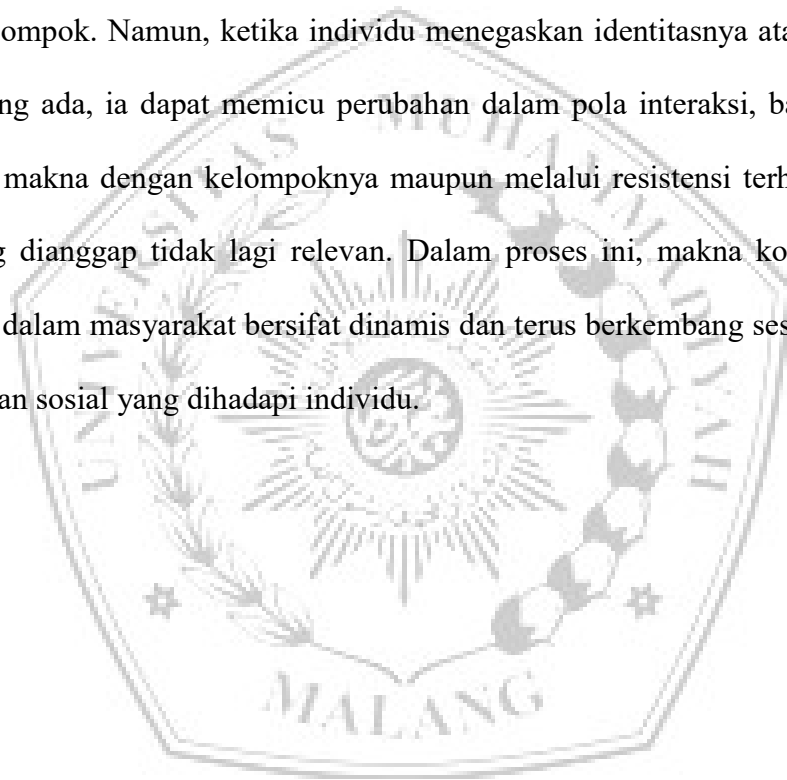 ompok. Namun, ketika individu menegaskan identitasnya ata
ng ada, ia dapat memicu perubahan dalam pola interaksi, ba
makna dengan kelompoknya maupun melalui resistensi terh
g dianggap tidak lagi relevan. Dalam proses ini, makna ko
dalam masyarakat bersifat dinamis dan terus berkembang ses
an sosial yang dihadapi individu.
UNIVERSITAS MUHAMMADIYAH
MALANG